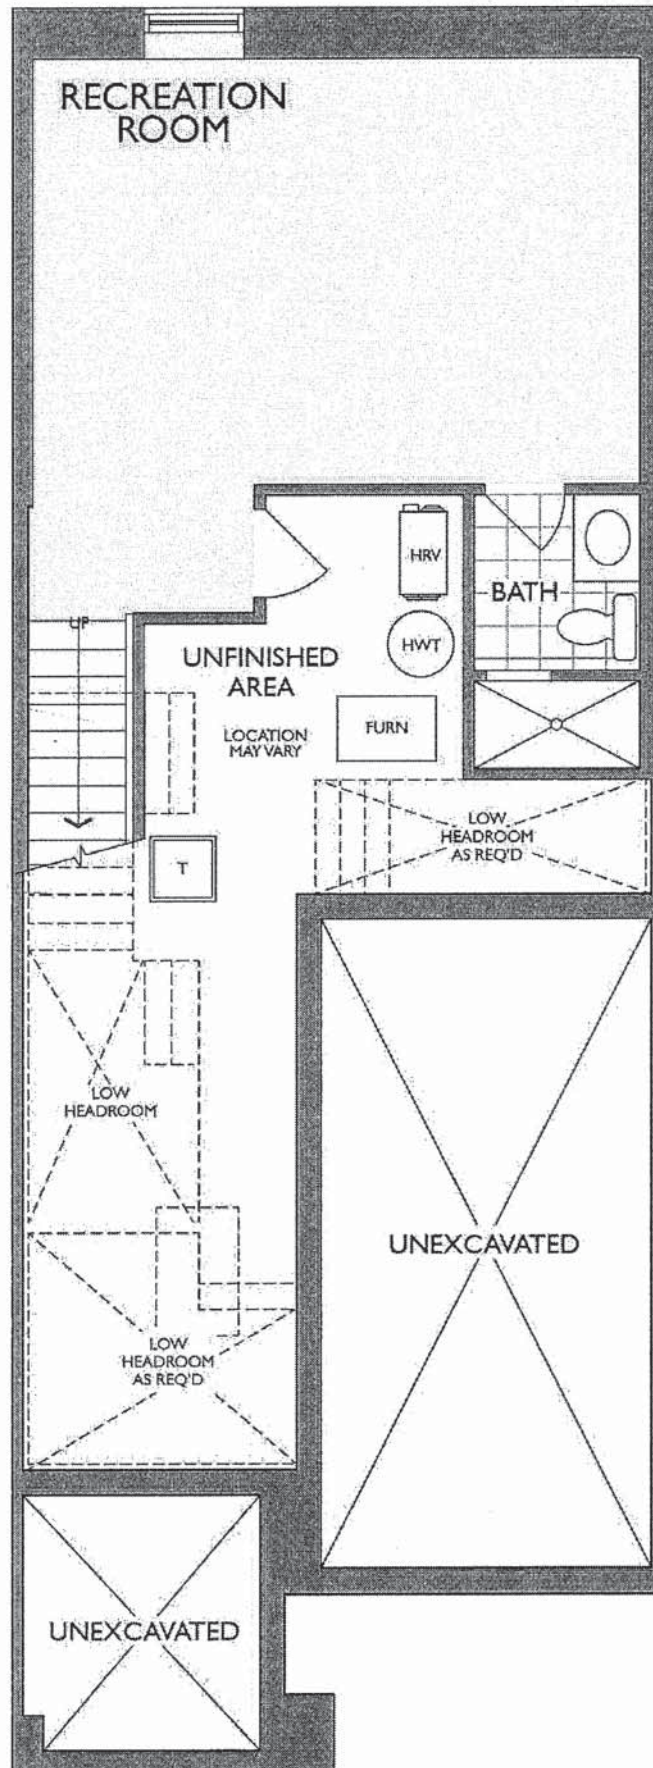 RECREATION
ROOM
HRV
BATH
UP
HWT
UNFINISHED
AREA
LOCATION
MAY VARY
FURN
LOW
HEADROOM
AS REQ'D
T
LOW
HEADROOM
UNEXCAVATED
LOW
HEADROOM
AS REQ'D
UNEXCAVATED